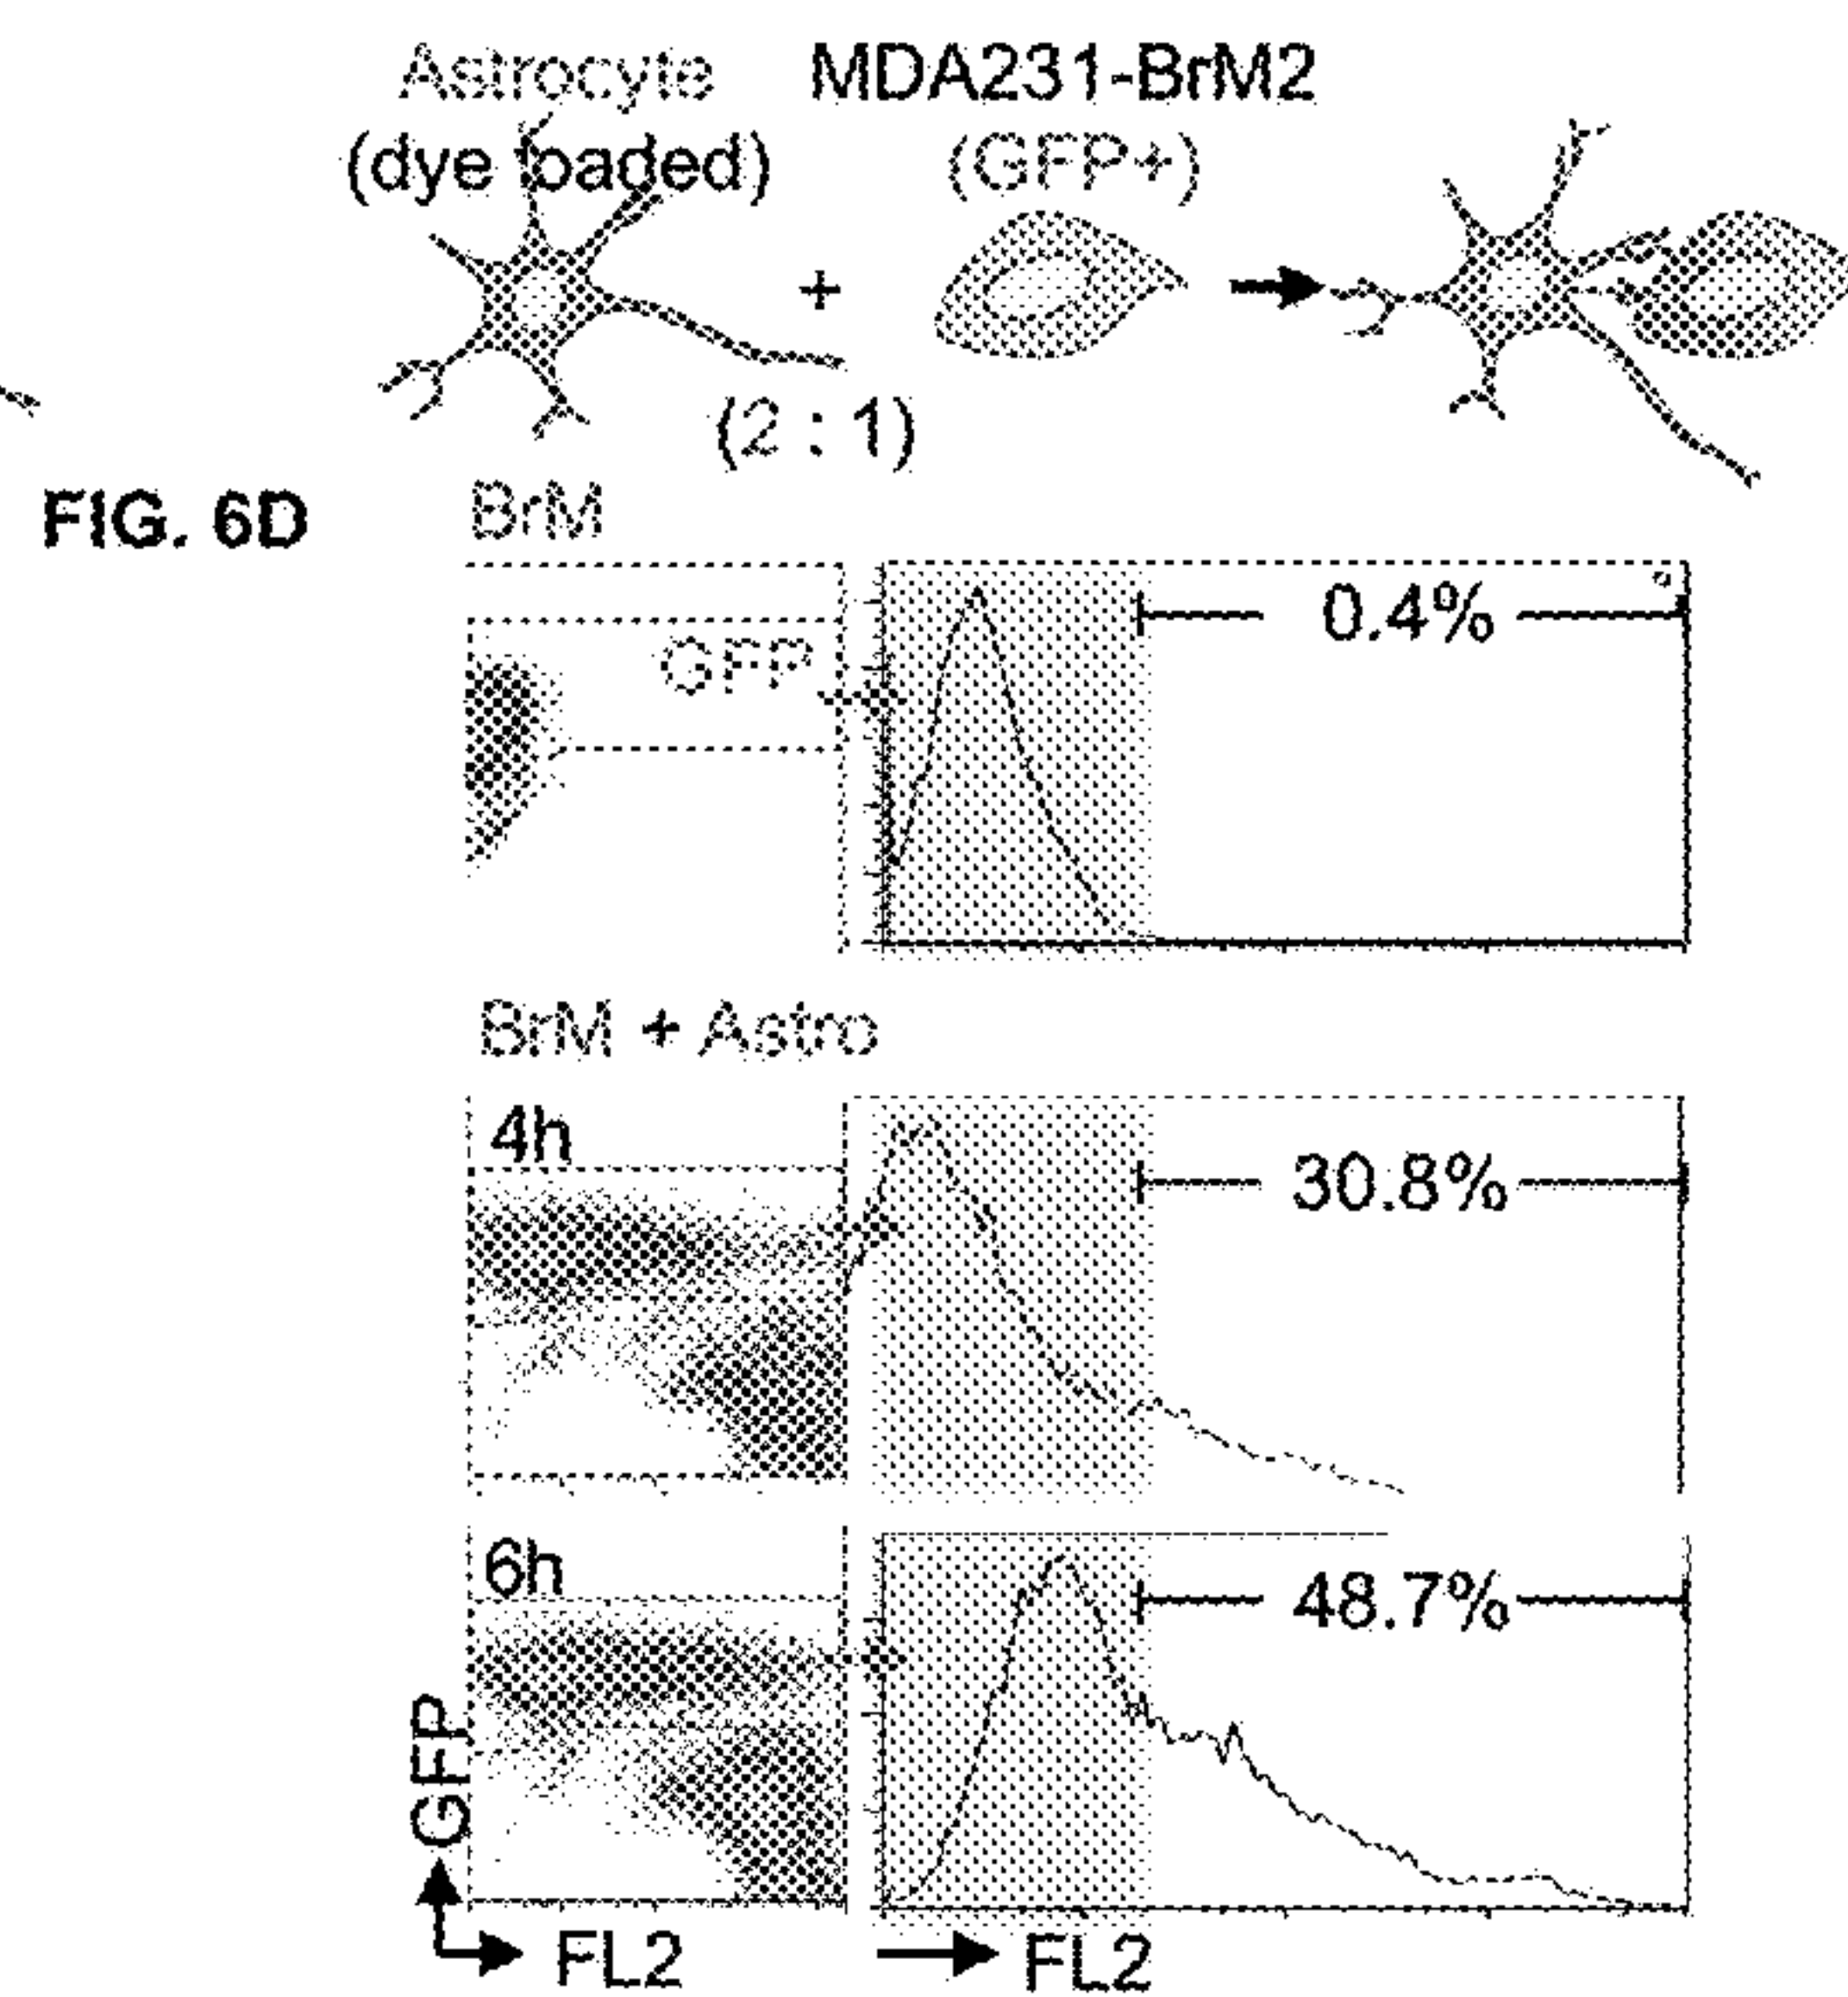 Astrocyte MDA231-BrM2
(dye loaded) (GFP+)
+
(2 : 1)
FIG. 6D
BrM
GFP
0.4%
BrM + Astro
4h
30.8%
6h
48.7%
GFP
FL2
FL2